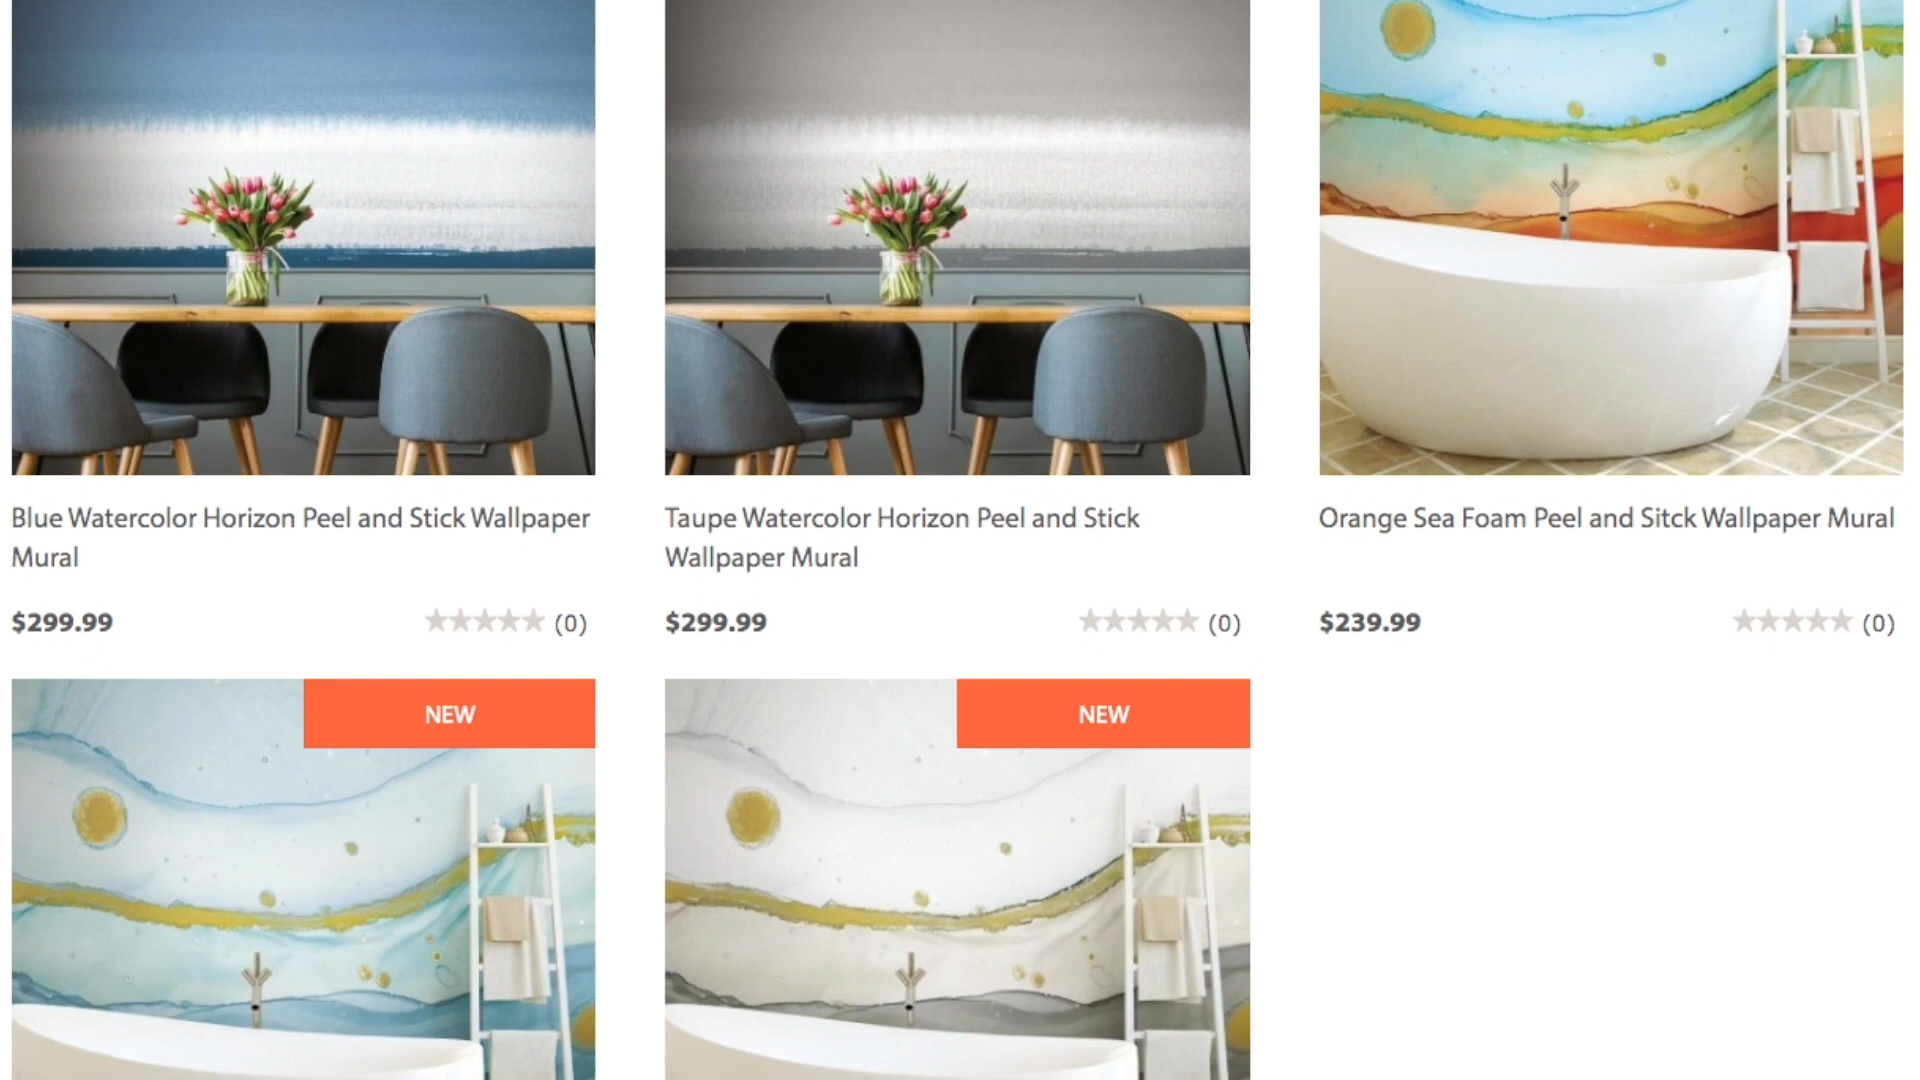 Blue Watercolor Horizon Peel and Stick Wallpaper
Mural
$299.99
(0)
Taupe Watercolor Horizon Peel and Stick
Wallpaper Mural
$299.99
(0)
Orange Sea Foam Peel and Sitck Wallpaper Mural
$239.99
(0)
NEW
NEW